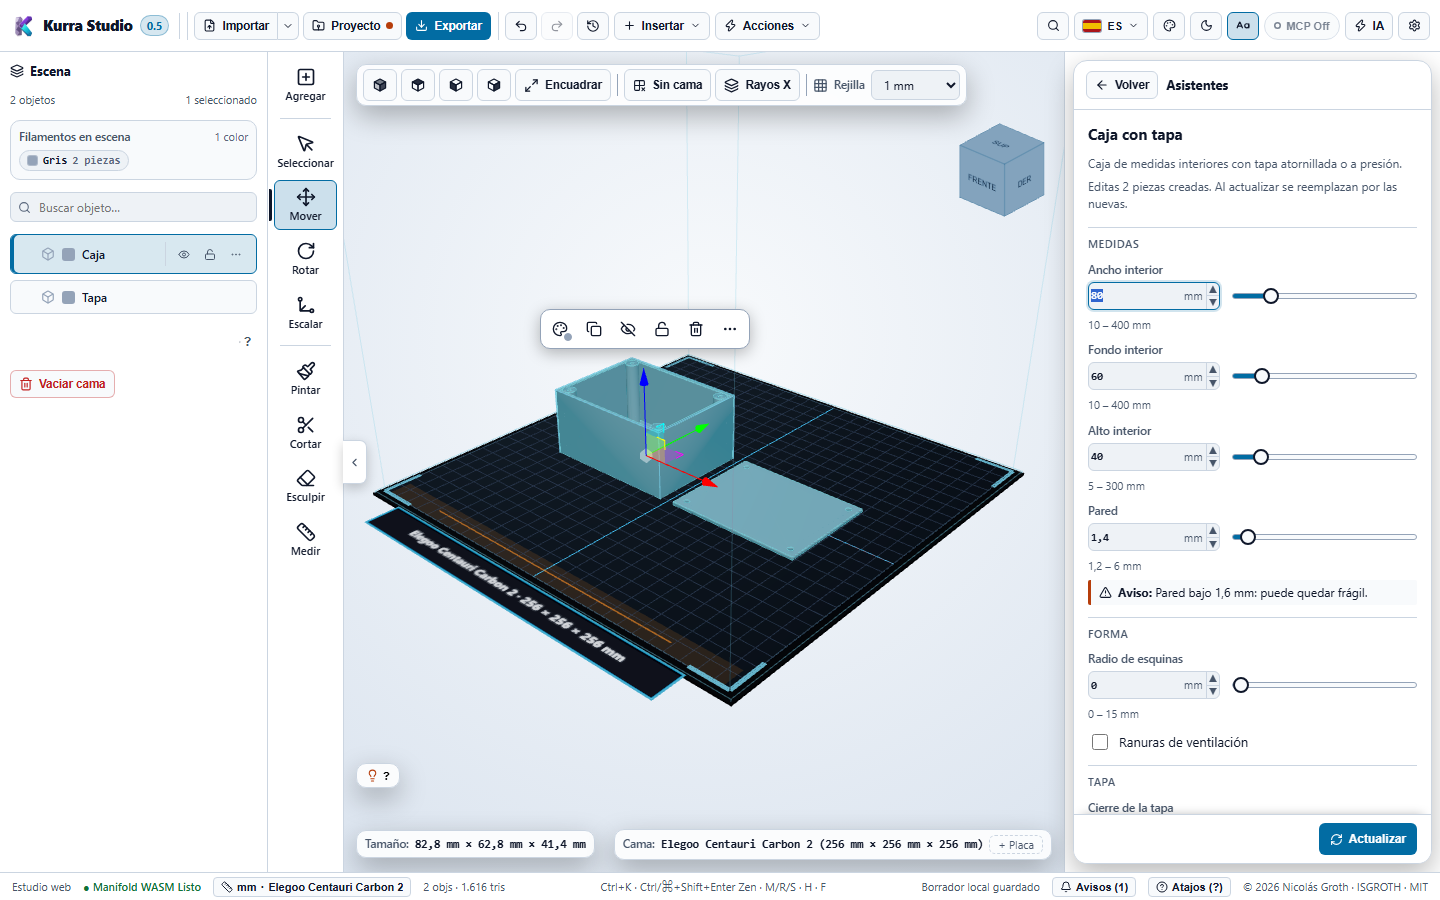 Kurra Studio 0.5
Importar
Proyecto
Exportar
Insertar
Acciones
ES
Aa
MCP Off
IA
Escena
2 objetos
1 seleccionado
Filamentos en escena
1 color
Gris 2 piezas
Buscar objeto...
Caja
Tapa
?
Vaciar cama
Agregar
Seleccionar
Mover
Rotar
Escalar
Pintar
Cortar
Esculpir
Medir
Encuadrar
Sin cama
Rayos X
Rejilla
1 mm
SUP
FRENTE
DER
Elegoo Centauri Carbon 2 · 256 × 256 × 256 mm
?
Tamaño: 82,8 mm × 62,8 mm × 41,4 mm
Cama: Elegoo Centauri Carbon 2 (256 mm × 256 mm × 256 mm)
+ Placa
Volver
Asistentes
Caja con tapa
Caja de medidas interiores con tapa atornillada o a presión.
Editas 2 piezas creadas. Al actualizar se reemplazan por las
nuevas.
MEDIDAS
Ancho interior
80 mm
10 – 400 mm
Fondo interior
60 mm
10 – 400 mm
Alto interior
40 mm
5 – 300 mm
Pared
1,4 mm
1,2 – 6 mm
Aviso: Pared bajo 1,6 mm: puede quedar frágil.
FORMA
Radio de esquinas
0 mm
0 – 15 mm
Ranuras de ventilación
TAPA
Cierre de la tapa
Actualizar
Estudio web
Manifold WASM Listo
mm · Elegoo Centauri Carbon 2
2 objs · 1.616 tris
Ctrl+K · Ctrl/⌘+Shift+Enter Zen · M/R/S · H · F
Borrador local guardado
Avisos (1)
Atajos (?)
© 2026 Nicolás Groth · ISGROTH · MIT